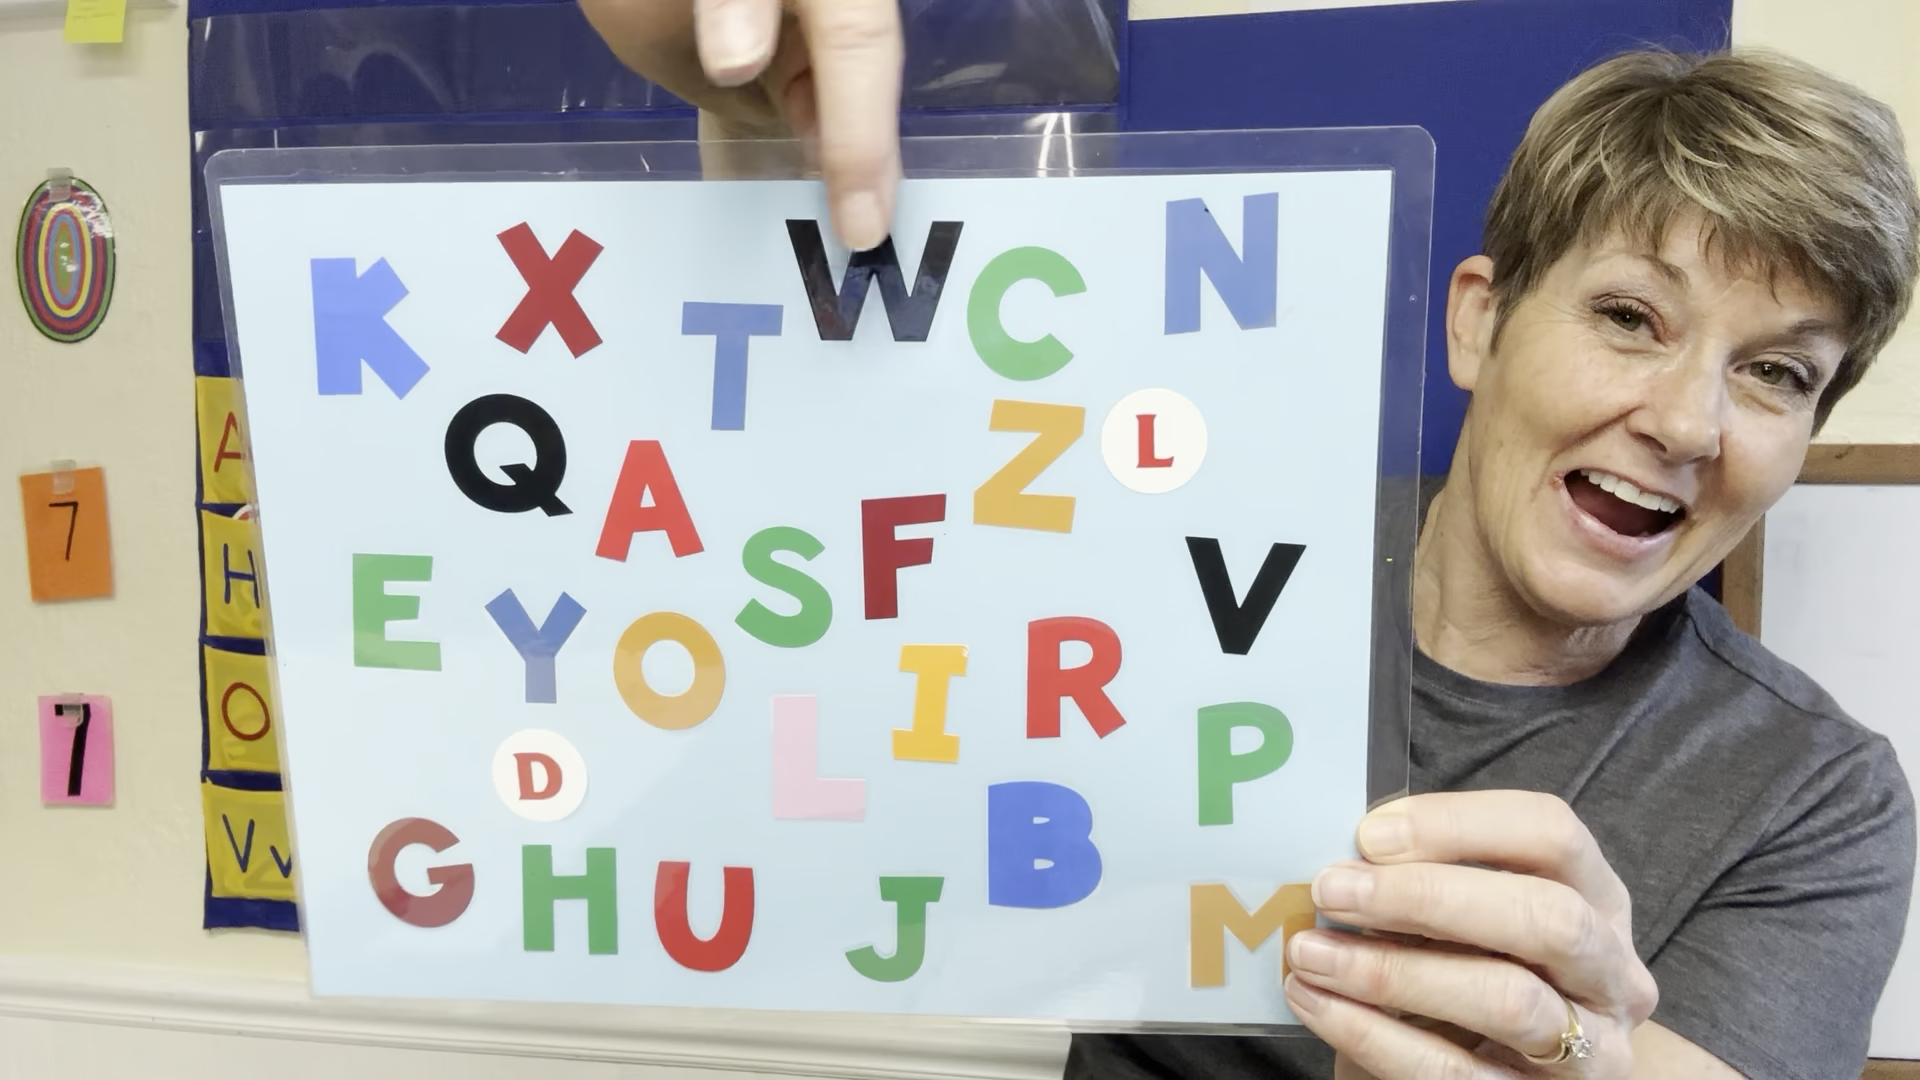 K X T W C N
Q A Z L
E Y O S F I R V
D L B P
G H U J M
A
H
O
V v
7
7